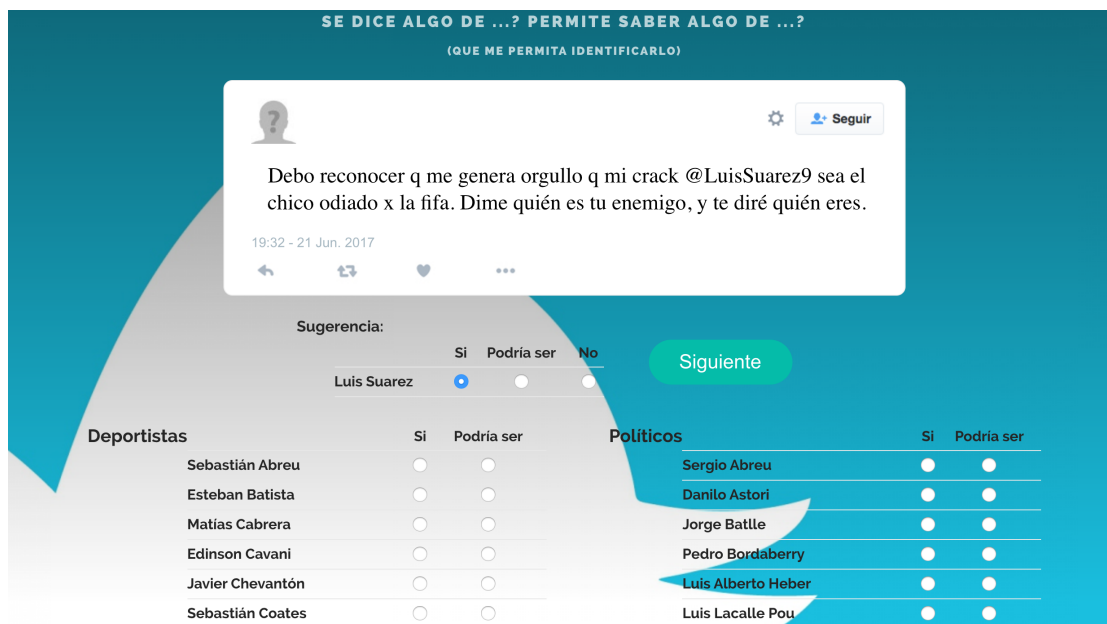 SE DICE ALGO DE ...? PERMITE SABER ALGO DE ...?
(QUE ME PERMITA IDENTIFICARLO)
?
Seguir
Debo reconocer q me genera orgullo q mi crack @LuisSuarez9 sea el
chico odiado x la fifa. Dime quién es tu enemigo, y te diré quién eres.
19:32 - 21 Jun. 2017
Sugerencia:
Si Podría ser No
Luis Suarez
Siguiente
Deportistas Si Podría ser
Sebastián Abreu
Esteban Batista
Matías Cabrera
Edinson Cavani
Javier Chevantón
Sebastián Coates
Políticos Si Podría ser
Sergio Abreu
Danilo Astori
Jorge Batlle
Pedro Bordaberry
Luis Alberto Heber
Luis Lacalle Pou